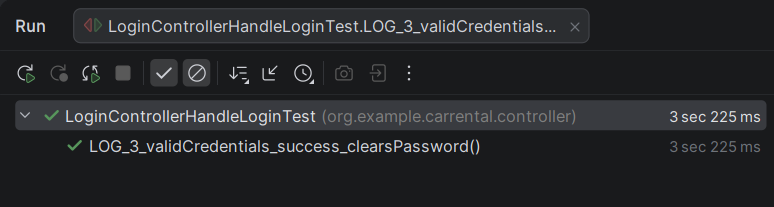 Run LoginControllerHandleLoginTest.LOG_3_validCredentials...
LoginControllerHandleLoginTest (org.example.carrental.controller) 3 sec 225 ms
LOG_3_validCredentials_success_clearsPassword() 3 sec 225 ms